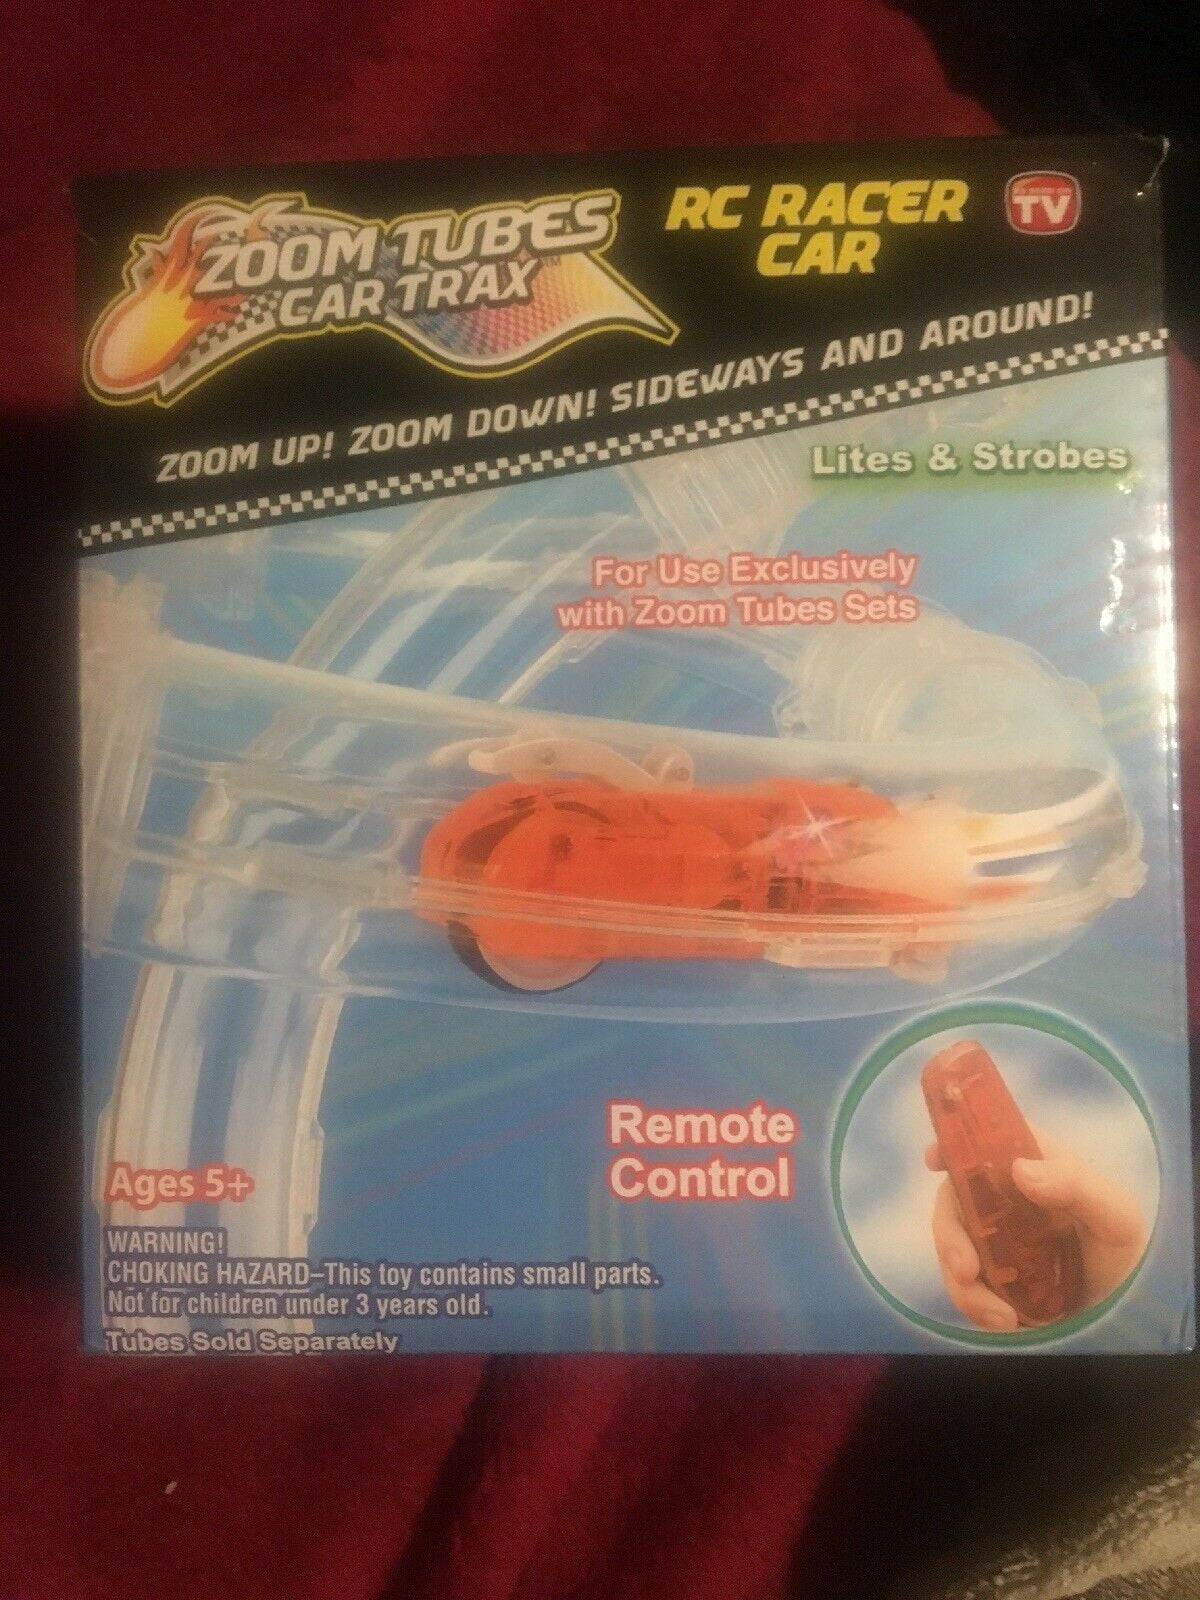 ZOOM TUBES
CAR TRAX™
RC RACER
CAR
TV
ZOOM UP! ZOOM DOWN! SIDEWAYS AND AROUND!
Lites & Strobes
For Use Exclusively
with Zoom Tubes Sets
Remote
Control
Ages 5+
WARNING!
CHOKING HAZARD–This toy contains small parts.
Not for children under 3 years old.
Tubes Sold Separately